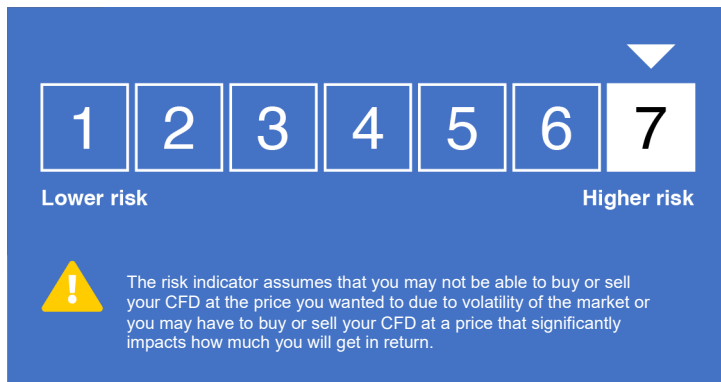 1 2 3 4 5 6 7
Lower risk Higher risk
!
The risk indicator assumes that you may not be able to buy or sell
your CFD at the price you wanted to due to volatility of the market or
you may have to buy or sell your CFD at a price that significantly
impacts how much you will get in return.